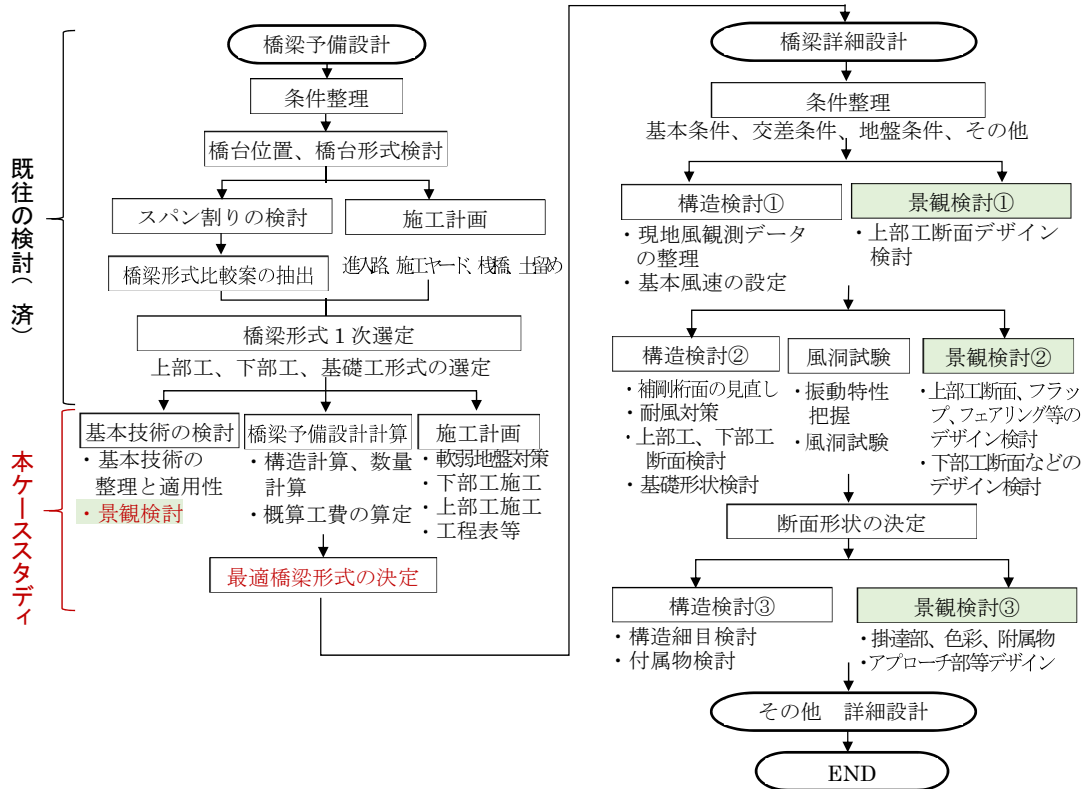 既往の検討(済)
本ケーススタディ
橋梁予備設計
条件整理
橋台位置、橋台形式検討
スパン割りの検討
施工計画
橋梁形式比較案の抽出
進入路、施工ヤード、桟橋、土留め
橋梁形式1次選定
上部工、下部工、基礎工形式の選定
基本技術の検討
・基本技術の
整理と適用性
・景観検討
橋梁予備設計計算
・構造計算、数量
計算
・概算工費の算定
施工計画
・軟弱地盤対策
・下部工施工
・上部工施工
・工程表等
最適橋梁形式の決定
橋梁詳細設計
条件整理
基本条件、交差条件、地盤条件、その他
構造検討①
・現地風観測データ
の整理
・基本風速の設定
景観検討①
・上部工断面デザイン
検討
構造検討②
・補剛桁面の見直し
・耐風対策
・上部工、下部工
断面検討
・基礎形状検討
風洞試験
・振動特性
把握
・風洞試験
景観検討②
・上部工断面、フラッ
プ、フェアリング等の
デザイン検討
・下部工断面などの
デザイン検討
断面形状の決定
構造検討③
・構造細目検討
・付属物検討
景観検討③
・掛違部、色彩、附属物
・アプローチ部等デザイン
その他 詳細設計
END